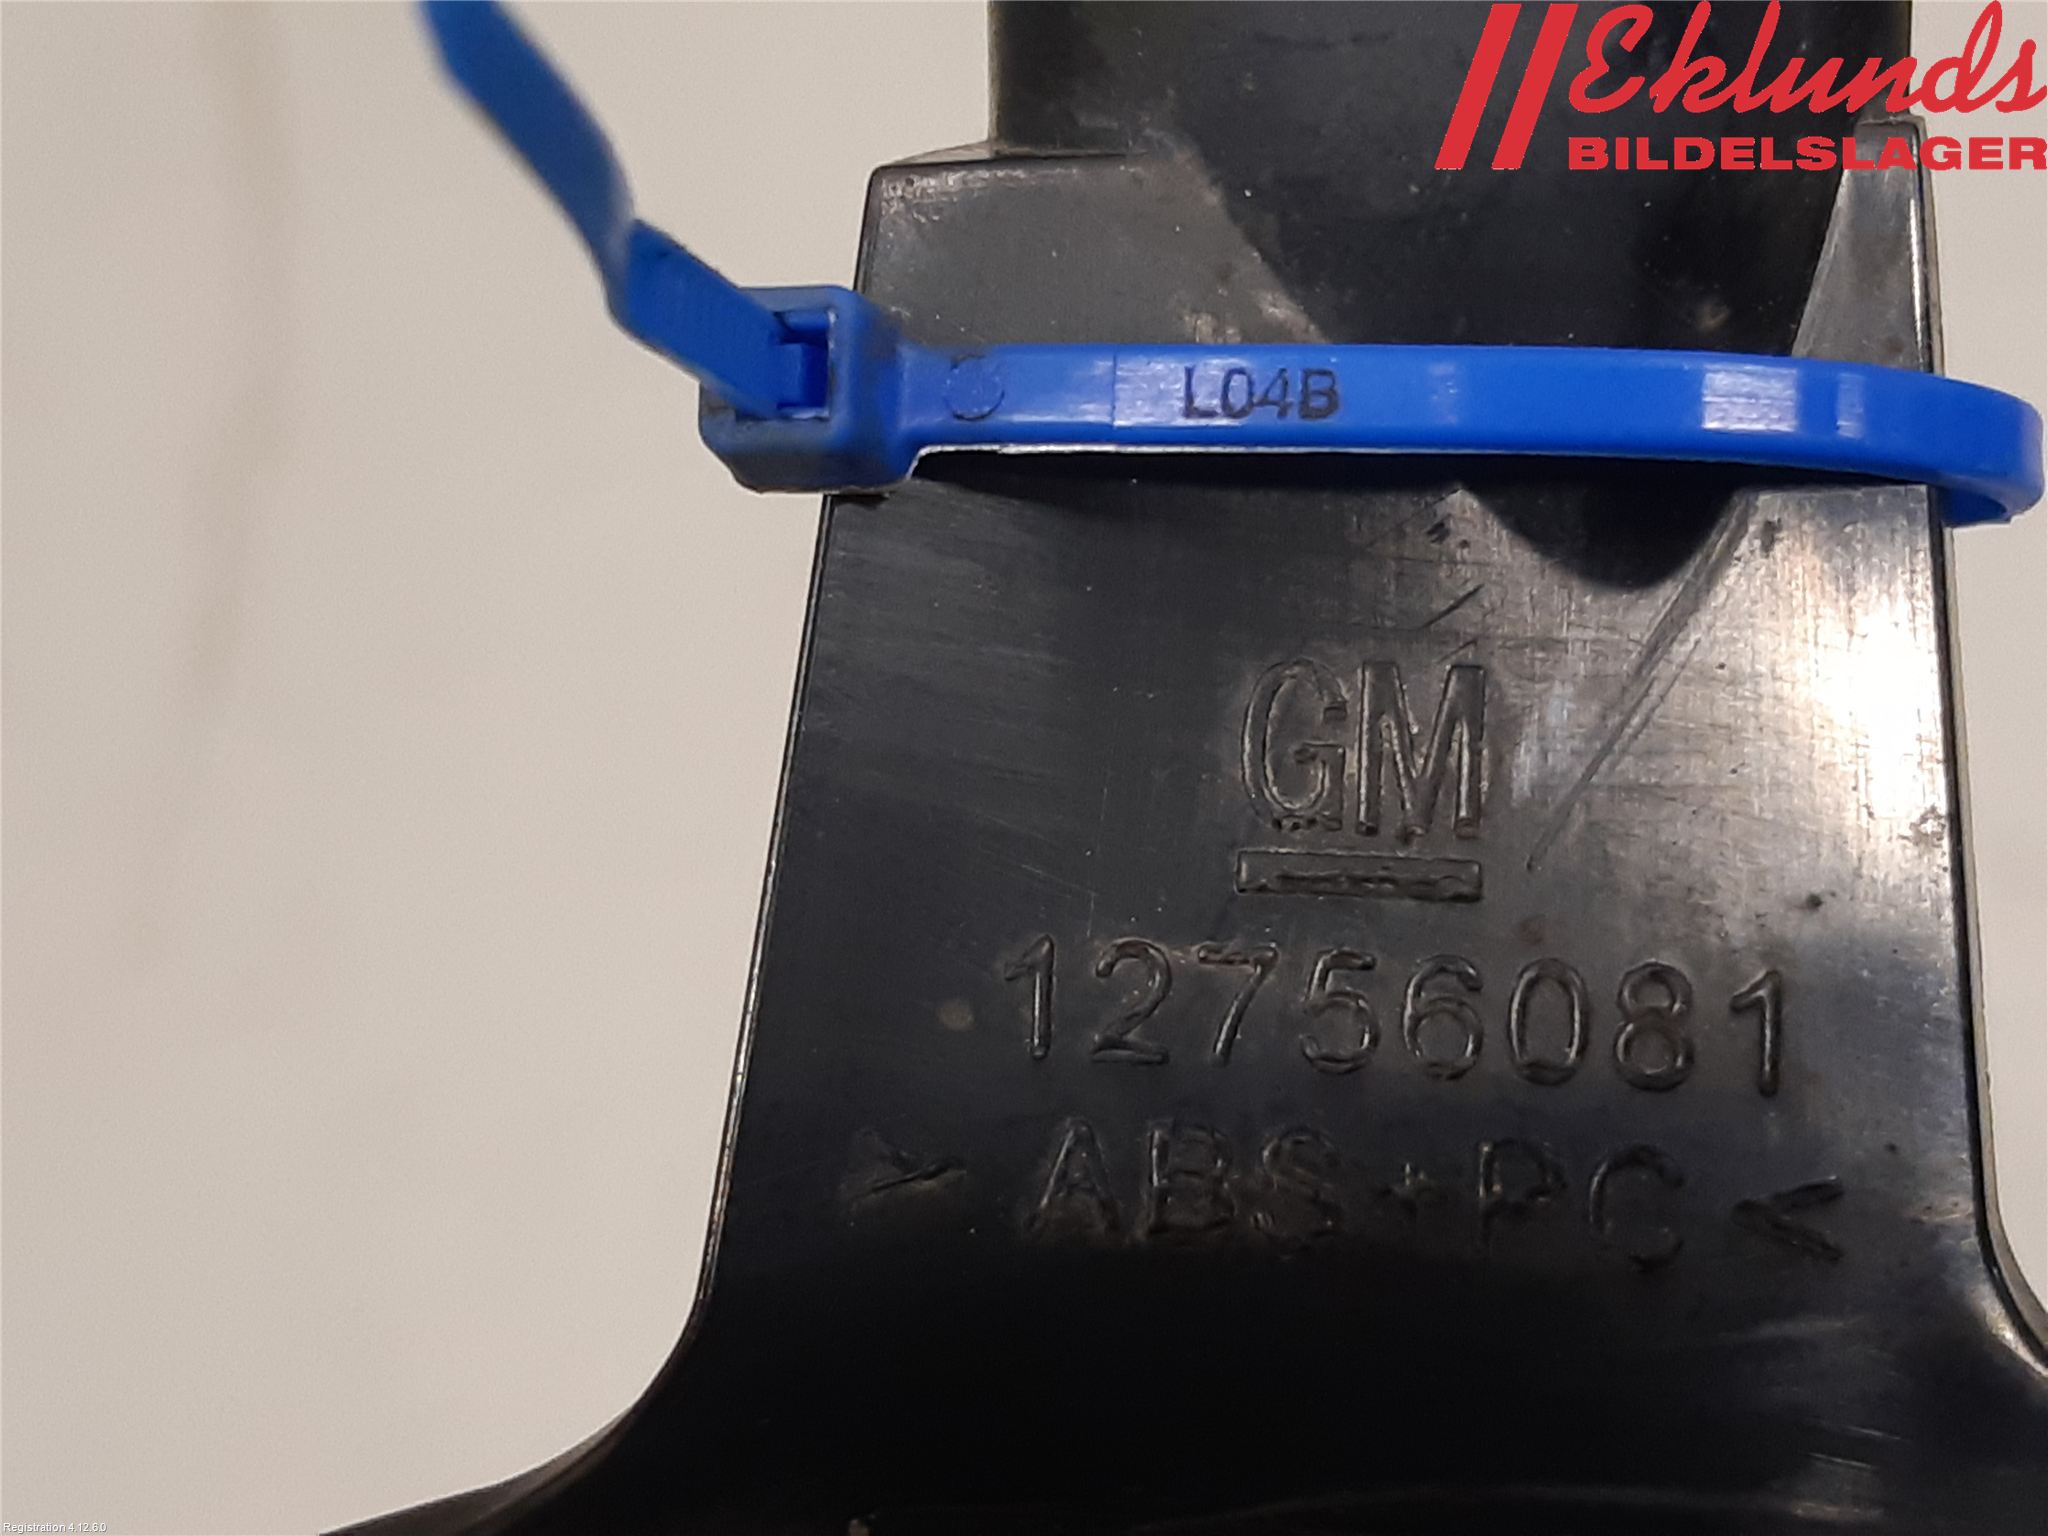 Eklunds
BILDELSLAGER
L04B
GM
12756081
> ABS+PC <
Registration 4.12.6.0